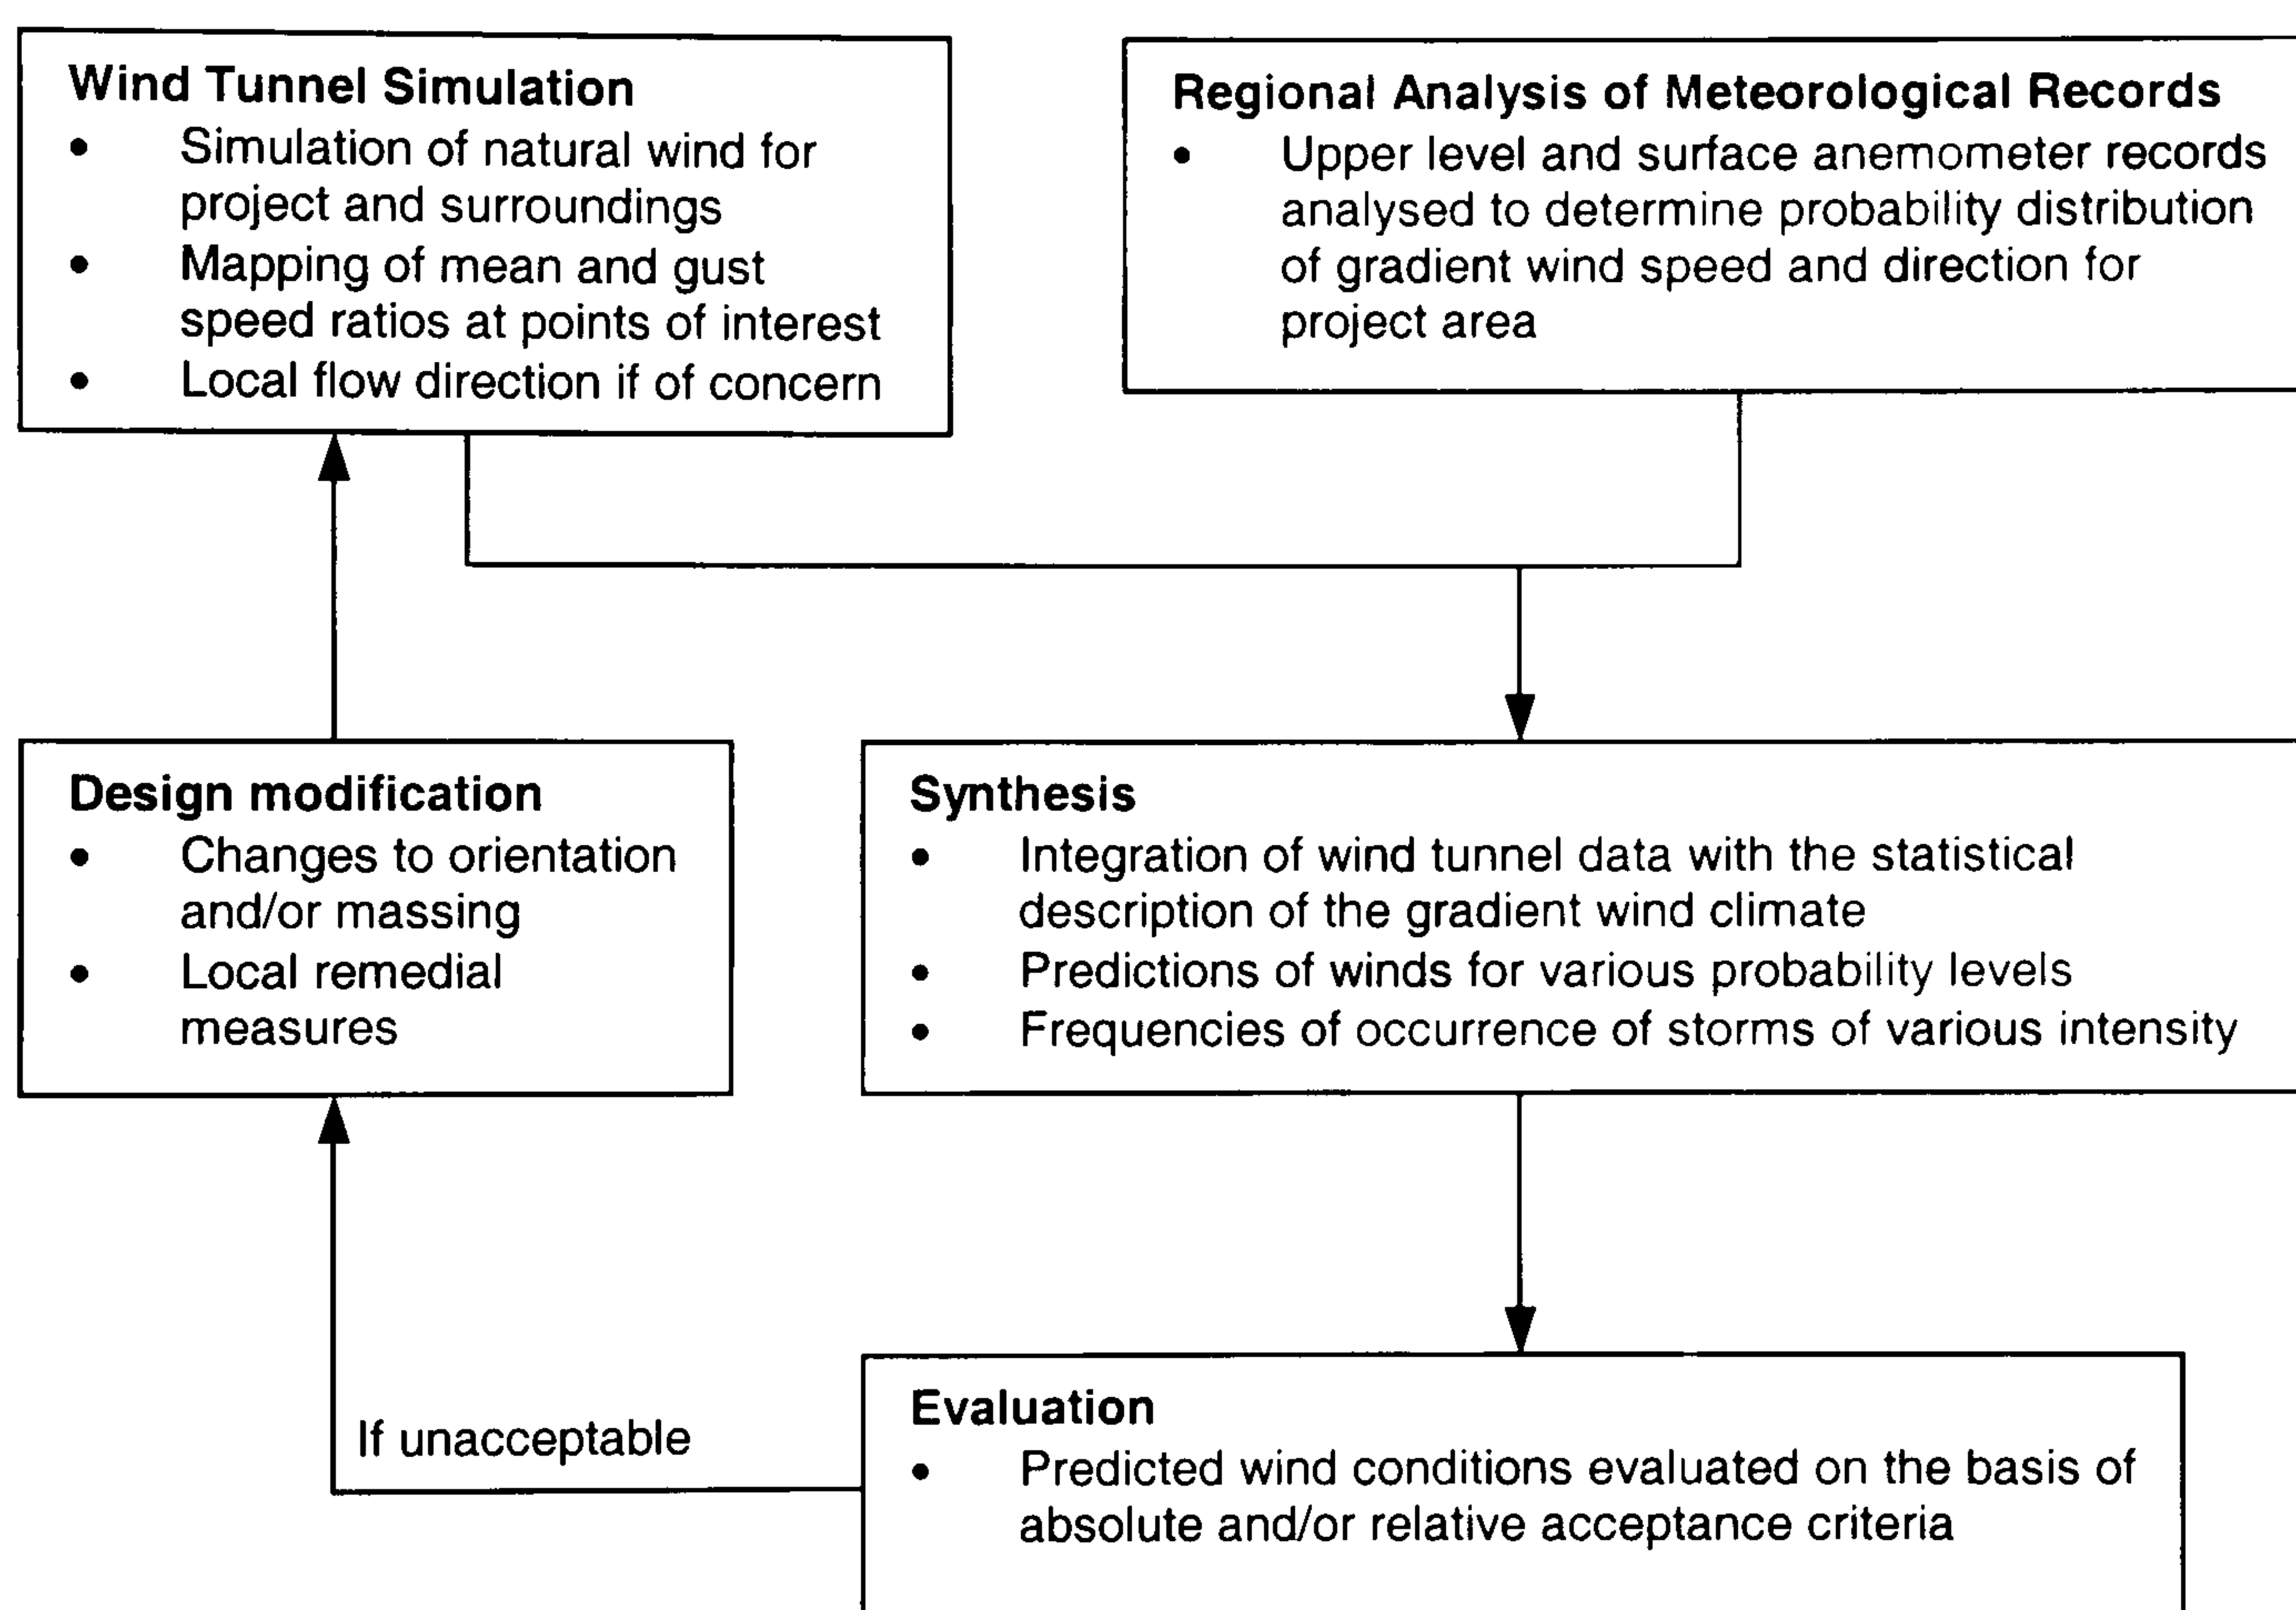 Wind Tunnel Simulation
• Simulation of natural wind for
project and surroundings
• Mapping of mean and gust
speed ratios at points of interest
• Local flow direction if of concern
Regional Analysis of Meteorological Records
• Upper level and surface anemometer records
analysed to determine probability distribution
of gradient wind speed and direction for
project area
Design modification
• Changes to orientation
and/or massing
• Local remedial
measures
Synthesis
• Integration of wind tunnel data with the statistical
description of the gradient wind climate
• Predictions of winds for various probability levels
• Frequencies of occurrence of storms of various intensity
If unacceptable
Evaluation
• Predicted wind conditions evaluated on the basis of
absolute and/or relative acceptance criteria